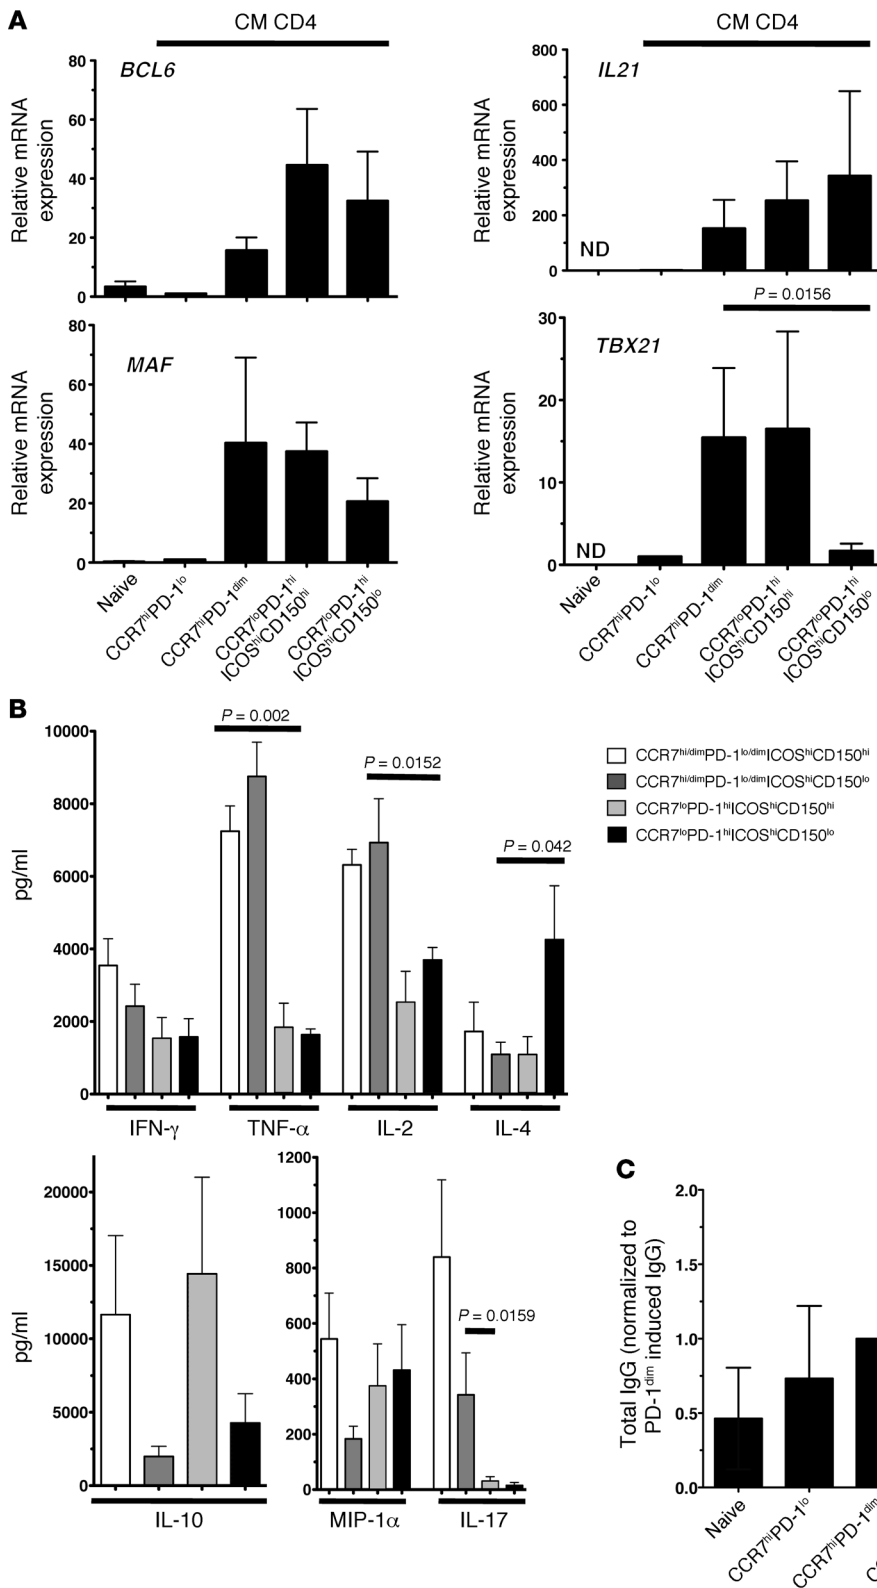 A
CM CD4
BCL6
Relative mRNA
expression
80
60
40
20
0
CM CD4
IL21
Relative mRNA
expression
800
600
400
200
0
ND
MAF
Relative mRNA
expression
80
60
40
20
0
Naive
CCR7hiPD-1lo
CCR7hiPD-1dim
CCR7loPD-1hi
ICOShiCD150hi
CCR7loPD-1hi
ICOShiCD150lo
P = 0.0156
TBX21
Relative mRNA
expression
30
20
10
0
ND
Naive
CCR7hiPD-1lo
CCR7hiPD-1dim
CCR7loPD-1hi
ICOShiCD150hi
CCR7loPD-1hi
ICOShiCD150lo
B
pg/ml
10000
8000
6000
4000
2000
0
P = 0.002
P = 0.0152
P = 0.042
IFN-γ
TNF-α
IL-2
IL-4
CCR7hi/dimPD-1lo/dimICOShiCD150hi
CCR7hi/dimPD-1lo/dimICOShiCD150lo
CCR7loPD-1hiICOShiCD150hi
CCR7loPD-1hiICOShiCD150lo
pg/ml
20000
15000
10000
5000
0
IL-10
1200
1000
800
600
400
200
0
P = 0.0159
MIP-1α
IL-17
C
Total IgG (normalized to
PD-1dim induced IgG)
2.0
1.5
1.0
0.5
0.0
Naive
CCR7hiPD-1lo
CCR7hiPD-1dim